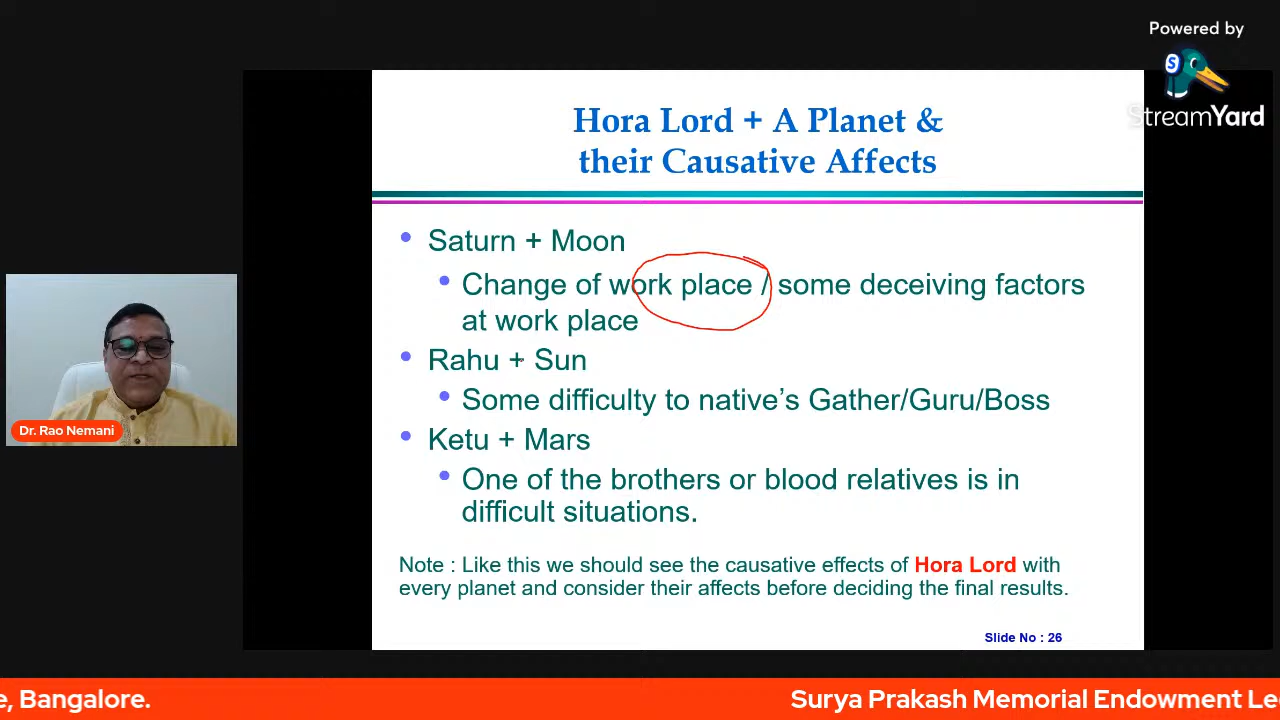 Powered by
S
StreamYard
Hora Lord + A Planet &
their Causative Affects
Saturn + Moon
Change of work place / some deceiving factors
at work place
Rahu + Sun
Some difficulty to native's Gather/Guru/Boss
Ketu + Mars
One of the brothers or blood relatives is in
difficult situations.
Note : Like this we should see the causative effects of Hora Lord with
every planet and consider their affects before deciding the final results.
Slide No : 26
Dr. Rao Nemani
e, Bangalore.
Surya Prakash Memorial Endowment Le